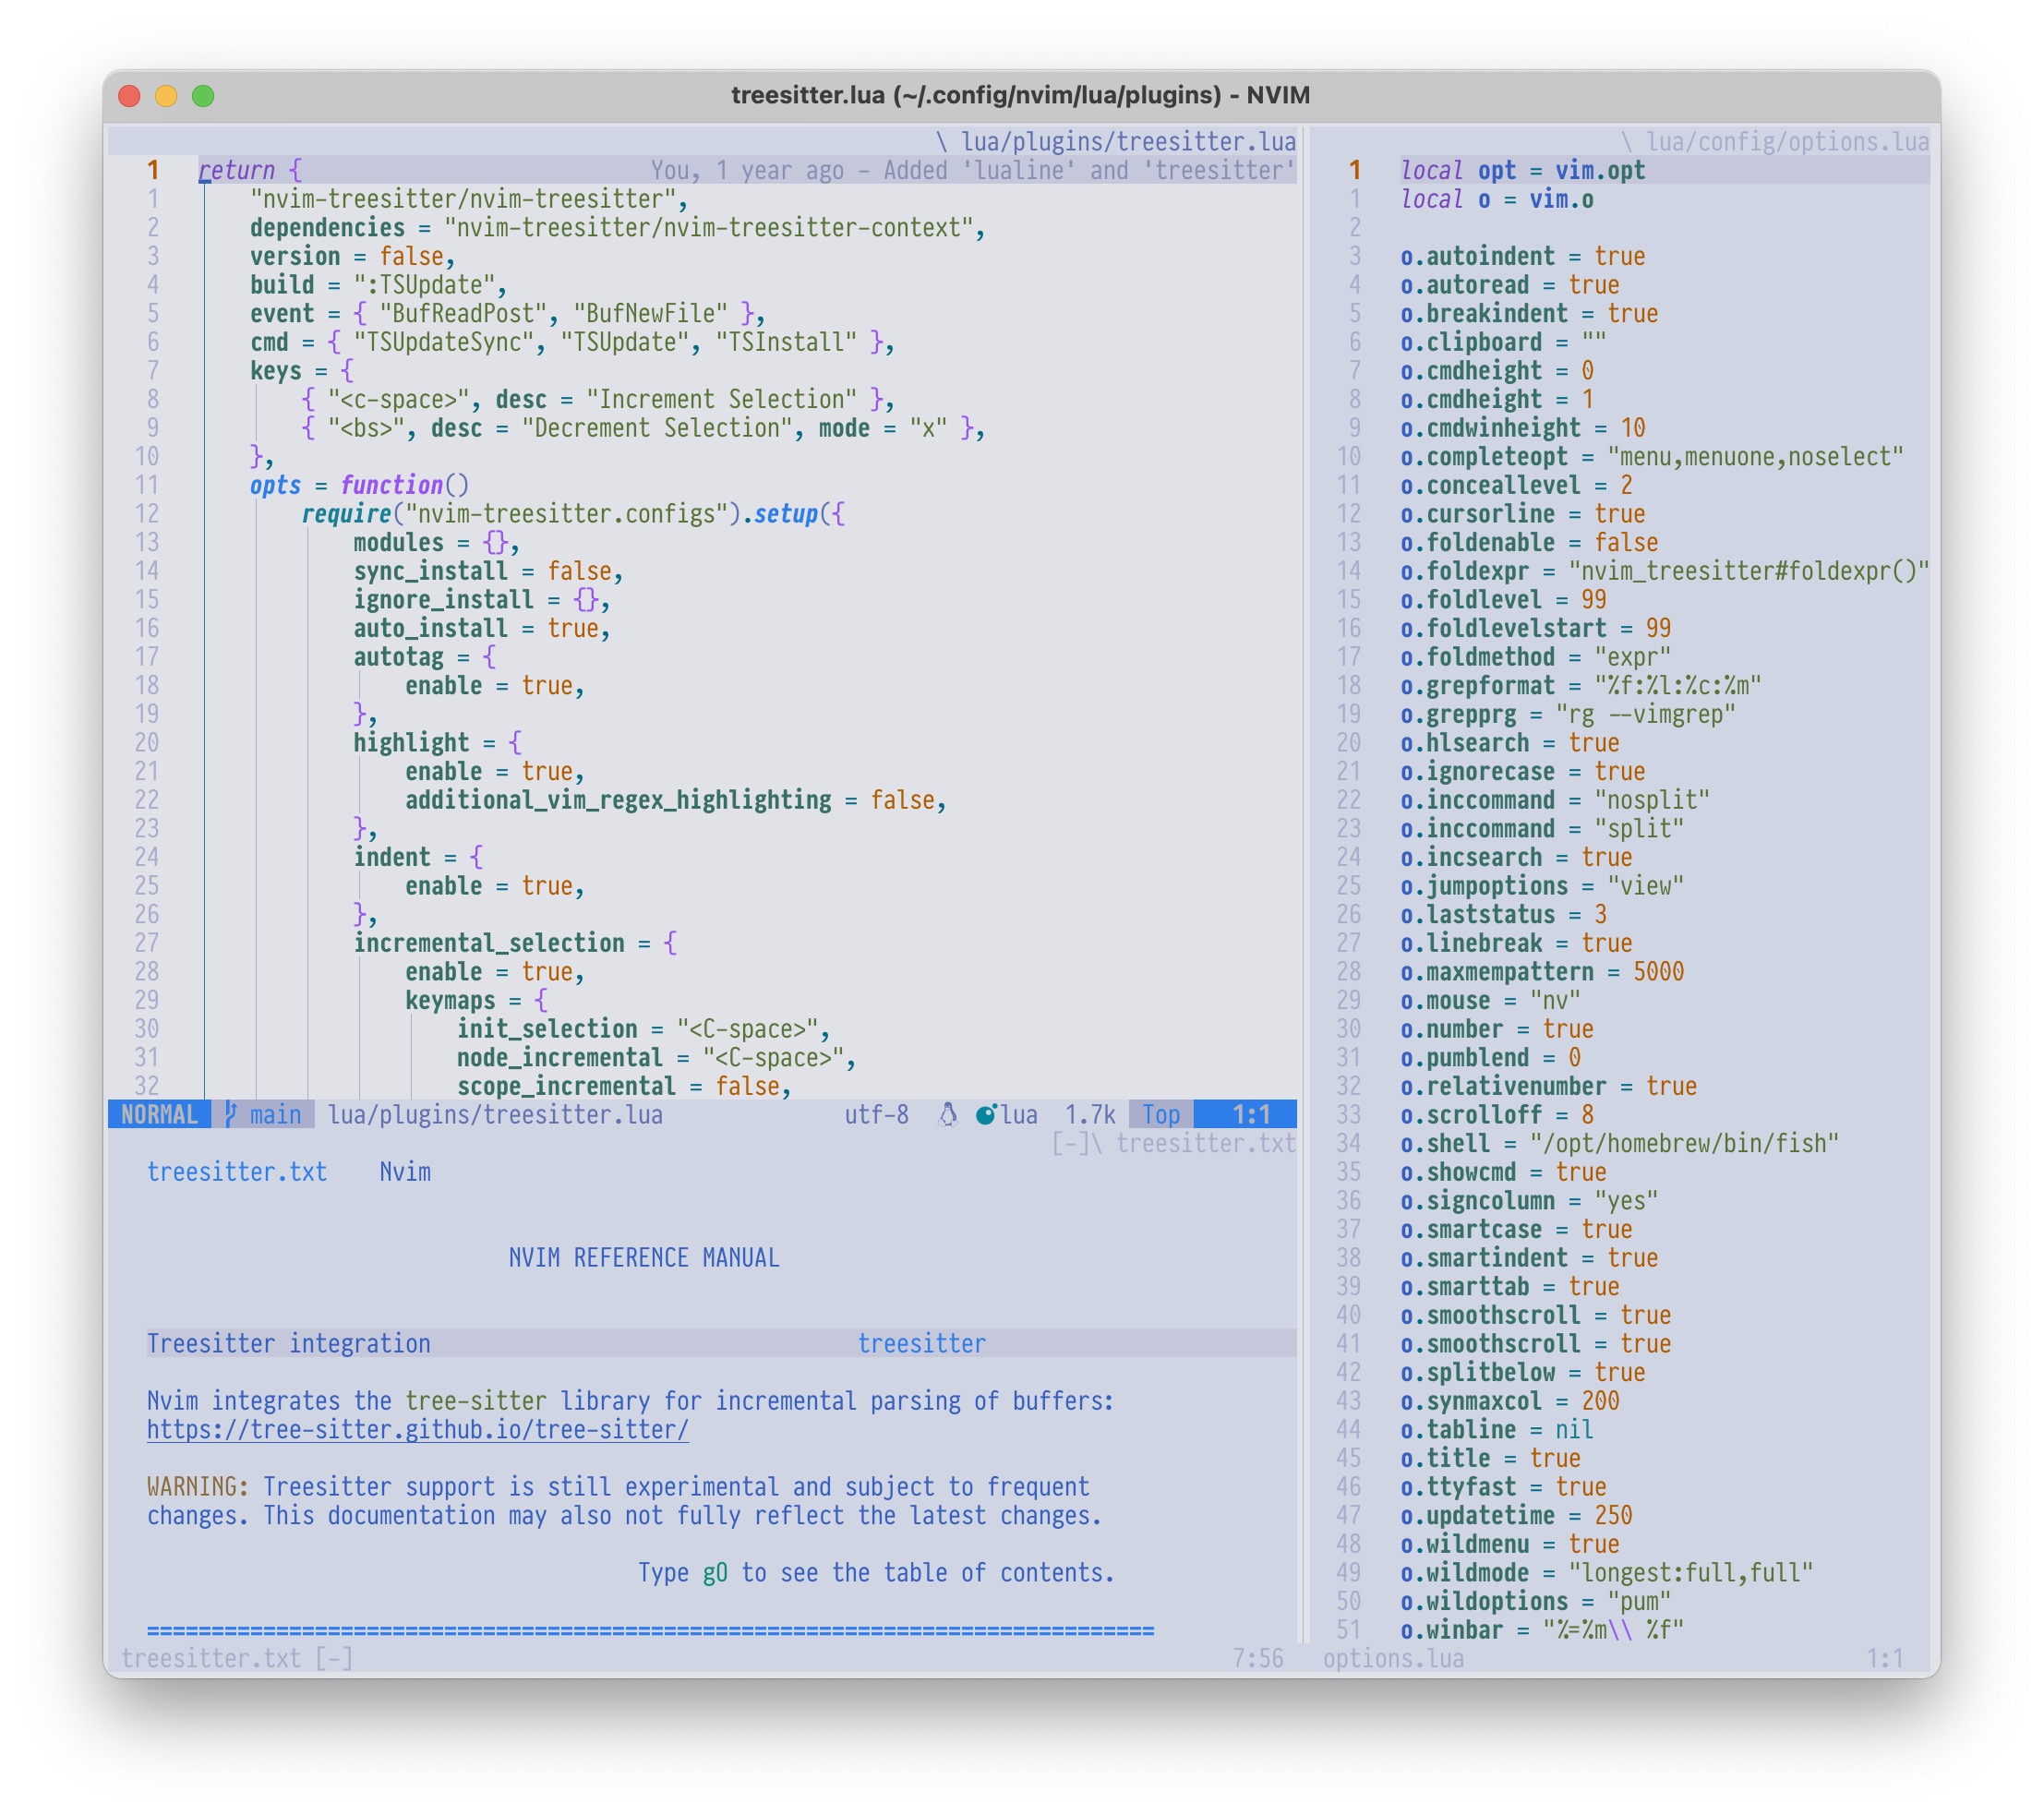 treesitter.lua (~/.config/nvim/lua/plugins) - NVIM
\ lua/plugins/treesitter.lua
1 return { You, 1 year ago – Added 'lualine' and 'treesitter'
1 "nvim-treesitter/nvim-treesitter",
2 dependencies = "nvim-treesitter/nvim-treesitter-context",
3 version = false,
4 build = ":TSUpdate",
5 event = { "BufReadPost", "BufNewFile" },
6 cmd = { "TSUpdateSync", "TSUpdate", "TSInstall" },
7 keys = {
8 { "<c-space>", desc = "Increment Selection" },
9 { "<bs>", desc = "Decrement Selection", mode = "x" },
10 },
11 opts = function()
12 require("nvim-treesitter.configs").setup({
13 modules = {},
14 sync_install = false,
15 ignore_install = {},
16 auto_install = true,
17 autotag = {
18 enable = true,
19 },
20 highlight = {
21 enable = true,
22 additional_vim_regex_highlighting = false,
23 },
24 indent = {
25 enable = true,
26 },
27 incremental_selection = {
28 enable = true,
29 keymaps = {
30 init_selection = "<C-space>",
31 node_incremental = "<C-space>",
32 scope_incremental = false,
NORMAL main lua/plugins/treesitter.lua utf-8 lua 1.7k Top 1:1
[-]\ treesitter.txt
treesitter.txt Nvim
NVIM REFERENCE MANUAL
Treesitter integration treesitter
Nvim integrates the tree-sitter library for incremental parsing of buffers:
https://tree-sitter.github.io/tree-sitter/
WARNING: Treesitter support is still experimental and subject to frequent
changes. This documentation may also not fully reflect the latest changes.
Type gO to see the table of contents.
==============================================================================
treesitter.txt [-] 7:56
\ lua/config/options.lua
1 local opt = vim.opt
1 local o = vim.o
2
3 o.autoindent = true
4 o.autoread = true
5 o.breakindent = true
6 o.clipboard = ""
7 o.cmdheight = 0
8 o.cmdheight = 1
9 o.cmdwinheight = 10
10 o.completeopt = "menu,menuone,noselect"
11 o.conceallevel = 2
12 o.cursorline = true
13 o.foldenable = false
14 o.foldexpr = "nvim_treesitter#foldexpr()"
15 o.foldlevel = 99
16 o.foldlevelstart = 99
17 o.foldmethod = "expr"
18 o.grepformat = "%f:%l:%c:%m"
19 o.grepprg = "rg --vimgrep"
20 o.hlsearch = true
21 o.ignorecase = true
22 o.inccommand = "nosplit"
23 o.inccommand = "split"
24 o.incsearch = true
25 o.jumpoptions = "view"
26 o.laststatus = 3
27 o.linebreak = true
28 o.maxmempattern = 5000
29 o.mouse = "nv"
30 o.number = true
31 o.pumblend = 0
32 o.relativenumber = true
33 o.scrolloff = 8
34 o.shell = "/opt/homebrew/bin/fish"
35 o.showcmd = true
36 o.signcolumn = "yes"
37 o.smartcase = true
38 o.smartindent = true
39 o.smarttab = true
40 o.smoothscroll = true
41 o.smoothscroll = true
42 o.splitbelow = true
43 o.synmaxcol = 200
44 o.tabline = nil
45 o.title = true
46 o.ttyfast = true
47 o.updatetime = 250
48 o.wildmenu = true
49 o.wildmode = "longest:full,full"
50 o.wildoptions = "pum"
51 o.winbar = "%=%m\\ %f"
options.lua 1:1